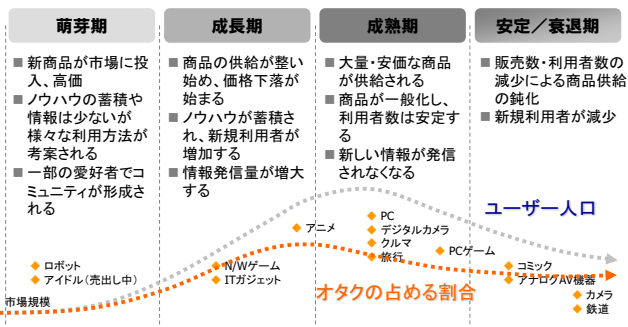 萌芽期
成長期
成熟期
安定／衰退期
■ 新商品が市場に投
入、高価
■ ノウハウの蓄積や
情報は少ないが
様々な利用方法が
考案される
■ 一部の愛好者でコ
ミュニティが形成さ
れる
■ 商品の供給が整い
始め、価格下落が
始まる
■ ノウハウが蓄積さ
れ、新規利用者が
増加する
■ 情報発信量が増大
する
■ 大量・安価な商品
が供給される
■ 商品が一般化し、
利用者数は安定す
る
■ 新しい情報が発信
されなくなる
■ 販売数・利用者数の
減少による商品供給
の鈍化
■ 新規利用者が減少
ユーザー人口
◆ ロボット
◆ アイドル（売出し中）
◆ アニメ
◆ N/Wゲーム
◆ ITガジェット
◆ PC
◆ デジタルカメラ
◆ クルマ
◆ 旅行
◆ PCゲーム
◆ コミック
◆ アナログAV機器
◆ カメラ
◆ 鉄道
オタクの占める割合
市場規模